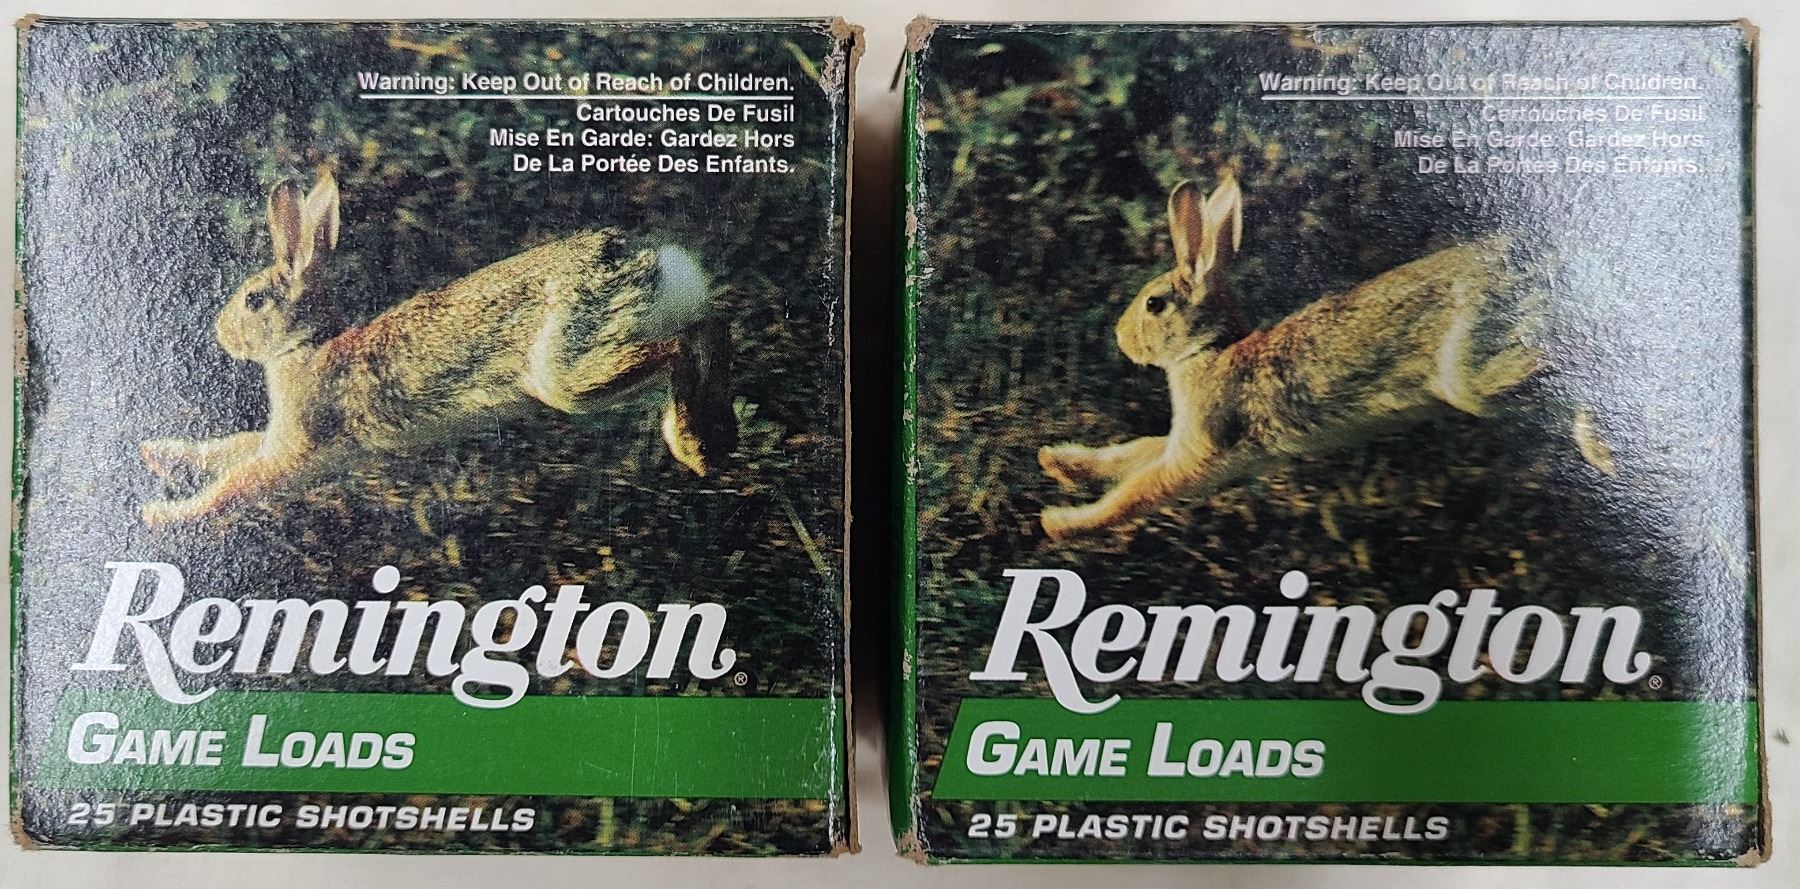 Warning: Keep Out of Reach of Children.
Cartouches De Fusil
Mise En Garde: Gardez Hors
De La Portée Des Enfants.
Remington®
GAME LOADS
25 PLASTIC SHOTSHELLS
Warning: Keep Out of Reach of Children.
Cartouches De Fusil
Mise En Garde: Gardez Hors
De La Portée Des Enfants.
Remington®
GAME LOADS
25 PLASTIC SHOTSHELLS